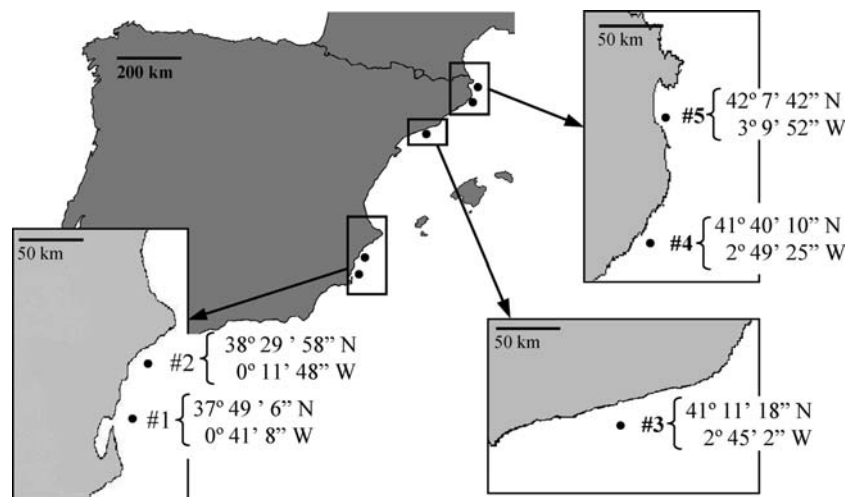 200 km
50 km
#5
42º 7’ 42” N
3º 9’ 52” W
#4
41º 40’ 10” N
2º 49’ 25” W
50 km
#2
38º 29 ’ 58” N
0º 11’ 48” W
#1
37º 49 ’ 6” N
0º 41’ 8” W
50 km
#3
41º 11’ 18” N
2º 45’ 2” W